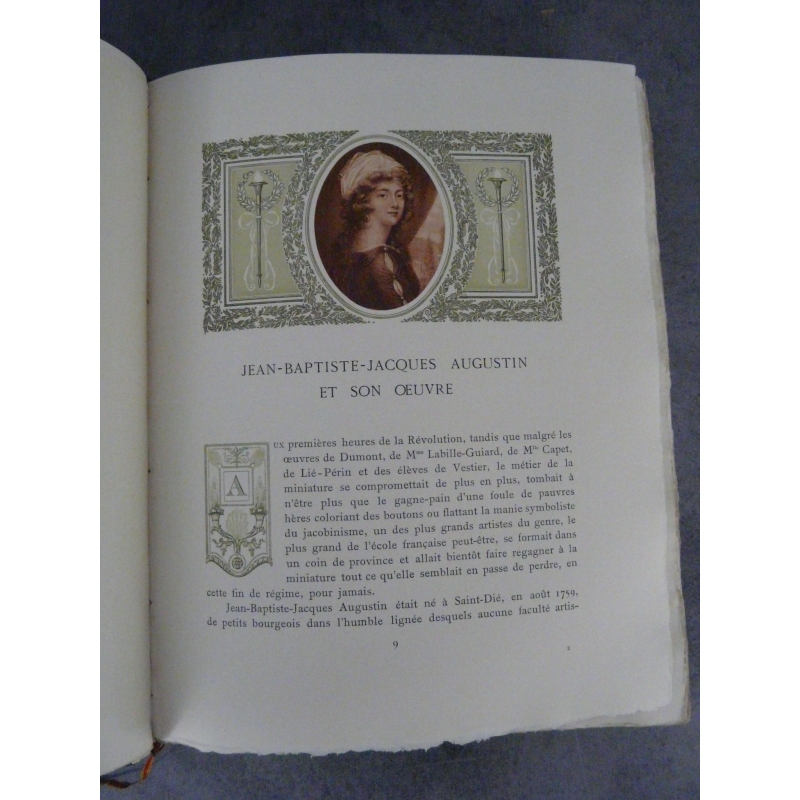 JEAN-BAPTISTE-JACQUES AUGUSTIN
ET SON ŒUVRE
AUX premières heures de la Révolution, tandis que malgré les
œuvres de Dumont, de Mme Labille-Guiard, de Mlle Capet,
de Lié-Périn et des élèves de Vestier, le métier de la
miniature se compromettait de plus en plus, tombait à
n'être plus que le gagne-pain d'une foule de pauvres
hères coloriant des boutons ou flattant la manie symboliste
du jacobinisme, un des plus grands artistes du genre, le
plus grand de l'école française peut-être, se formait dans
un coin de province et allait bientôt faire regagner à la
miniature tout ce qu'elle semblait en passe de perdre, en
cette fin de régime, pour jamais.
Jean-Baptiste-Jacques Augustin était né à Saint-Dié, en août 1759,
de petits bourgeois dans l'humble lignée desquels aucune faculté artis-
9